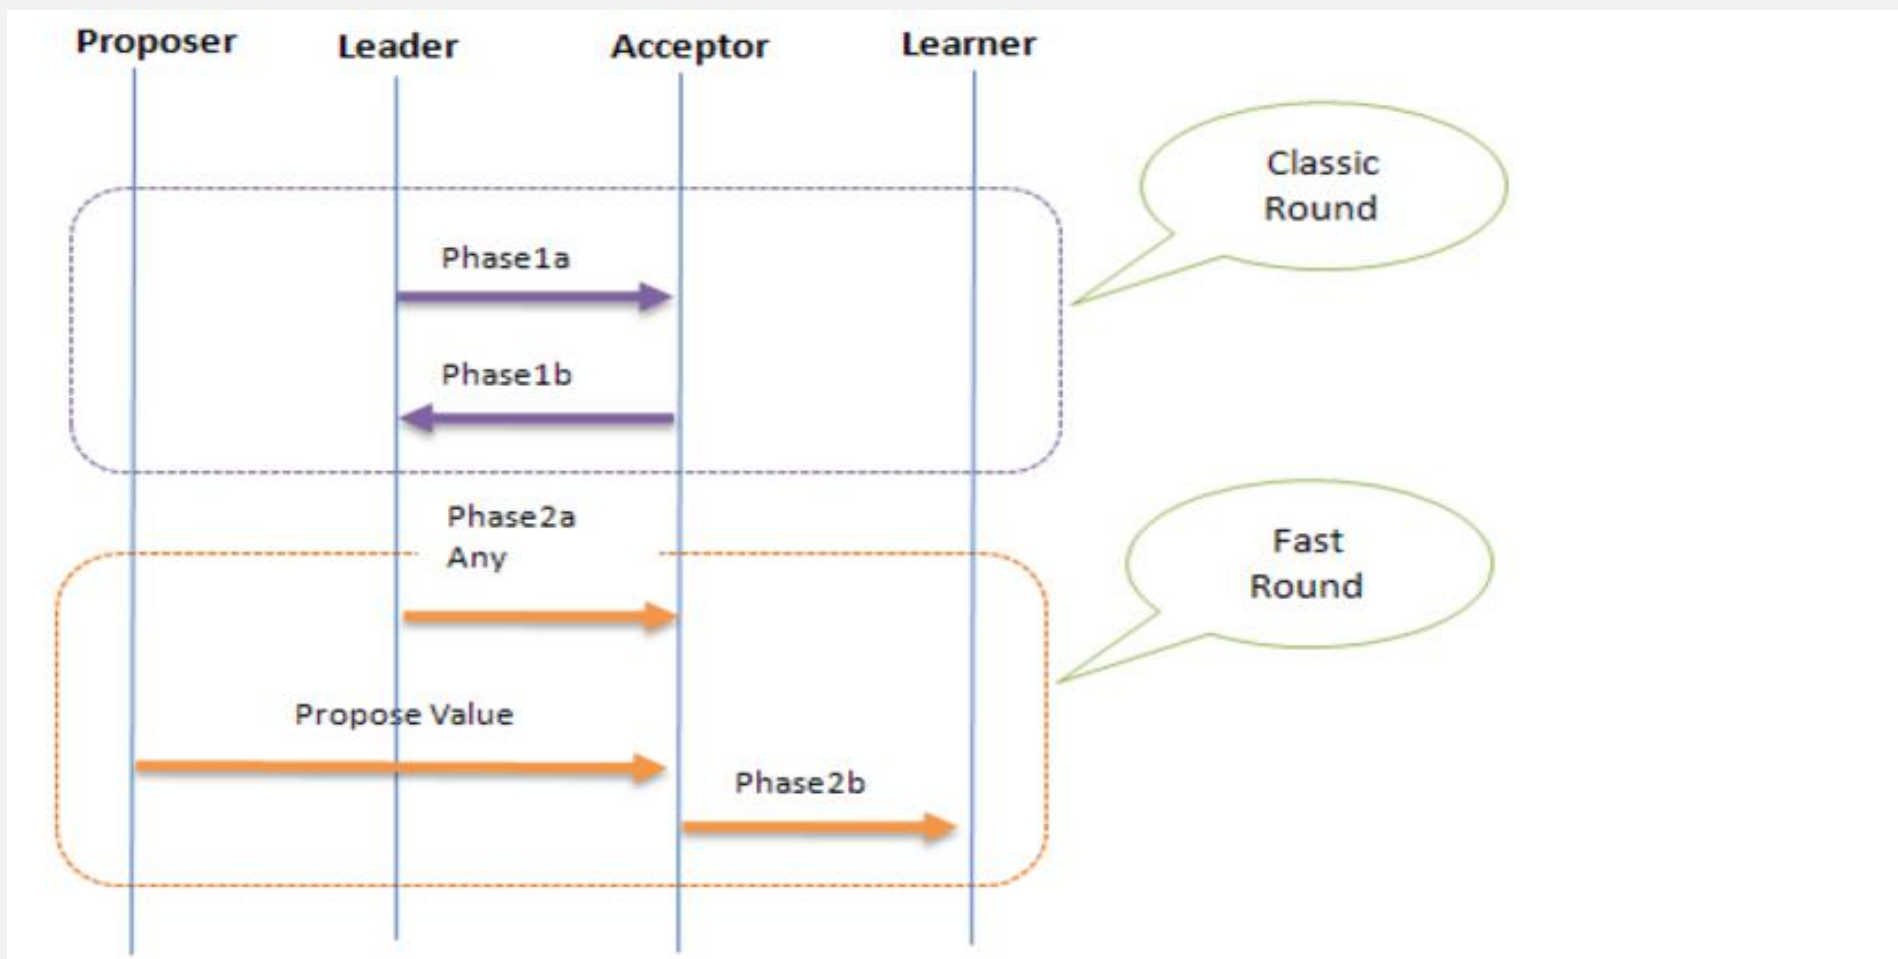 Proposer
Leader
Acceptor
Learner
Classic
Round
Phase1a
Phase1b
Phase2a
Any
Fast
Round
Propose Value
Phase2b